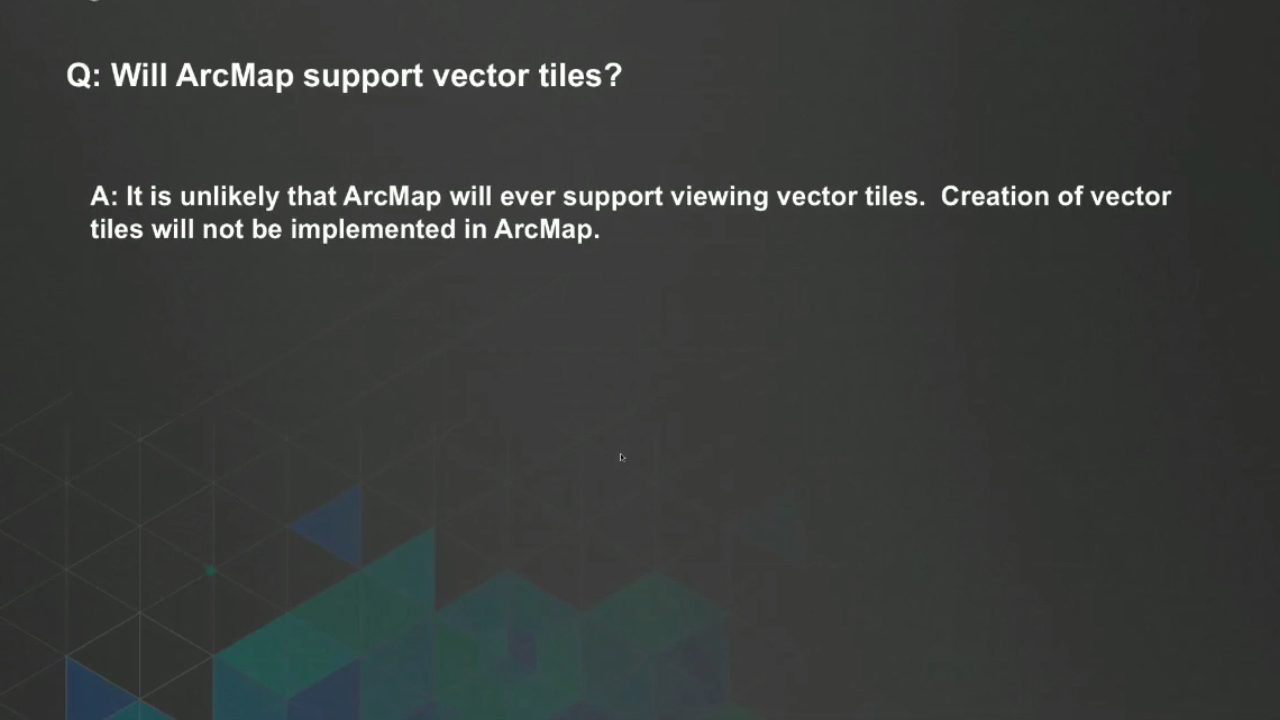 Q: Will ArcMap support vector tiles?
A: It is unlikely that ArcMap will ever support viewing vector tiles.  Creation of vector
tiles will not be implemented in ArcMap.